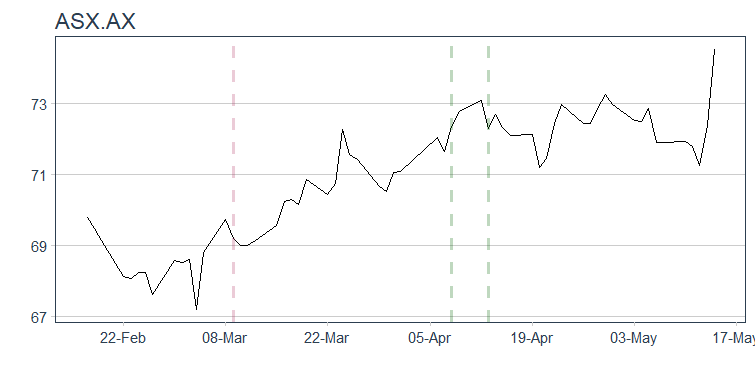 ASX.AX
73
71
69
67
22-Feb
08-Mar
22-Mar
05-Apr
19-Apr
03-May
17-May